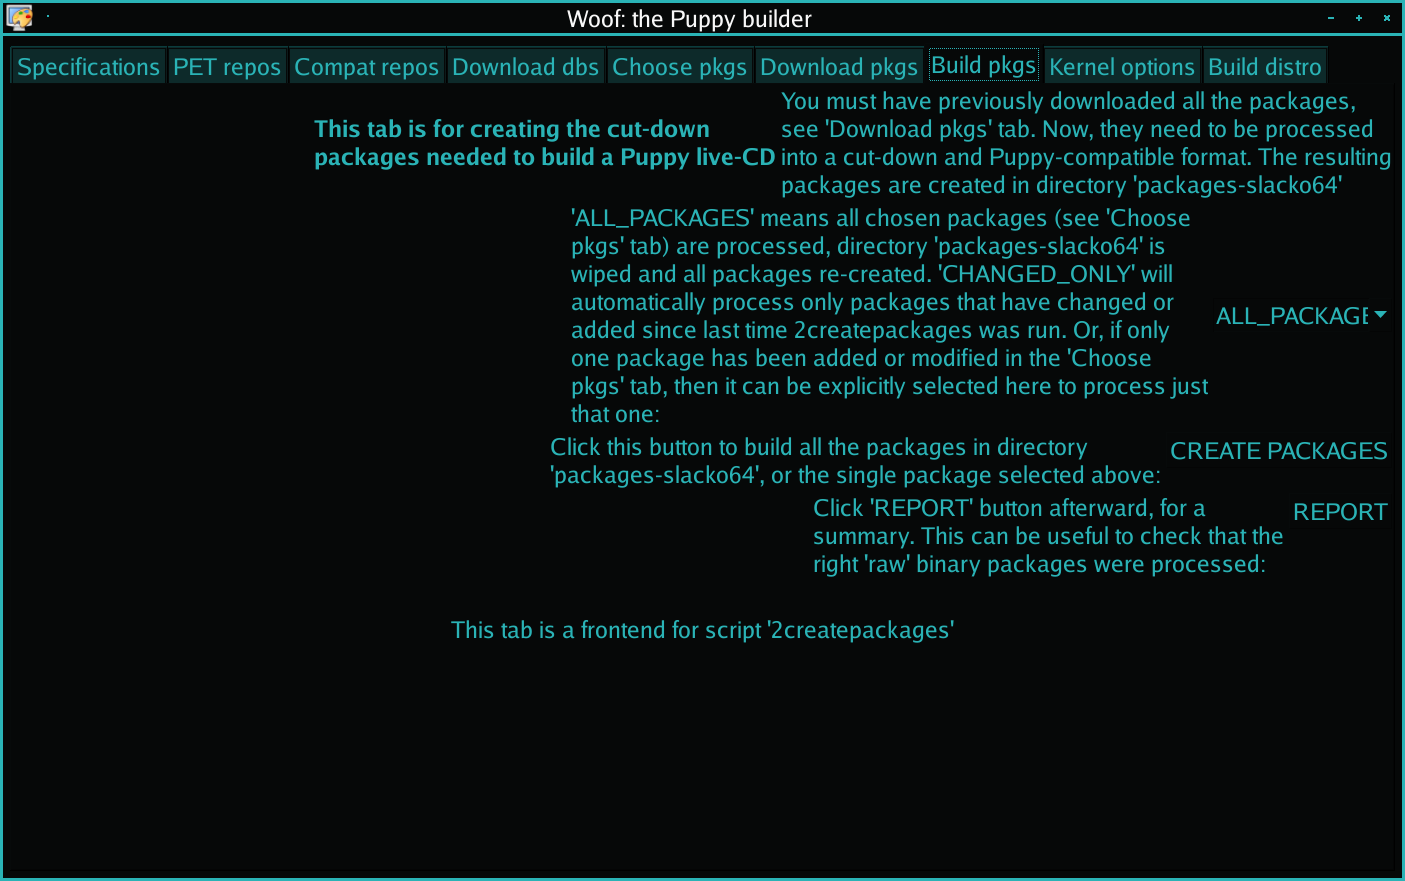 Woof: the Puppy builder
Specifications PET repos Compat repos Download dbs Choose pkgs Download pkgs Build pkgs Kernel options Build distro
This tab is for creating the cut-down
packages needed to build a Puppy live-CD
You must have previously downloaded all the packages,
see 'Download pkgs' tab. Now, they need to be processed
into a cut-down and Puppy-compatible format. The resulting
packages are created in directory 'packages-slacko64'
'ALL_PACKAGES' means all chosen packages (see 'Choose
pkgs' tab) are processed, directory 'packages-slacko64' is
wiped and all packages re-created. 'CHANGED_ONLY' will
automatically process only packages that have changed or
added since last time 2createpackages was run. Or, if only
one package has been added or modified in the 'Choose
pkgs' tab, then it can be explicitly selected here to process just
that one:
ALL_PACKAGE
Click this button to build all the packages in directory
'packages-slacko64', or the single package selected above:
CREATE PACKAGES
Click 'REPORT' button afterward, for a
summary. This can be useful to check that the
right 'raw' binary packages were processed:
REPORT
This tab is a frontend for script '2createpackages'